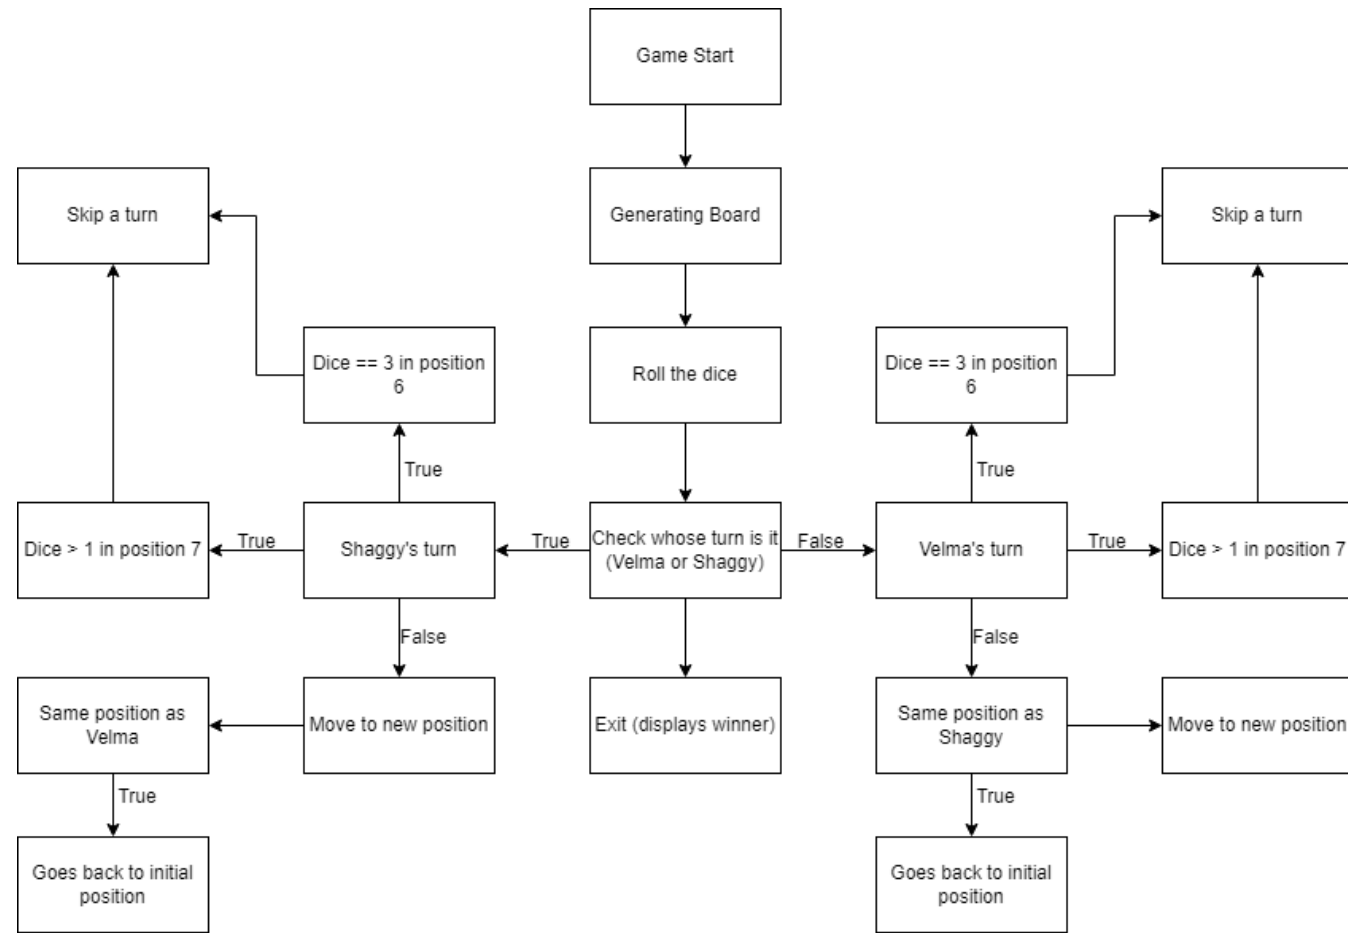 Game Start
Skip a turn
Generating Board
Skip a turn
Dice == 3 in position
6
Roll the dice
Dice == 3 in position
6
True
True
Dice > 1 in position 7
True
Shaggy's turn
True
Check whose turn is it
(Velma or Shaggy)
False
Velma's turn
True
Dice > 1 in position 7
False
False
Same position as
Velma
Move to new position
Exit (displays winner)
Same position as
Shaggy
Move to new position
True
True
Goes back to initial
position
Goes back to initial
position